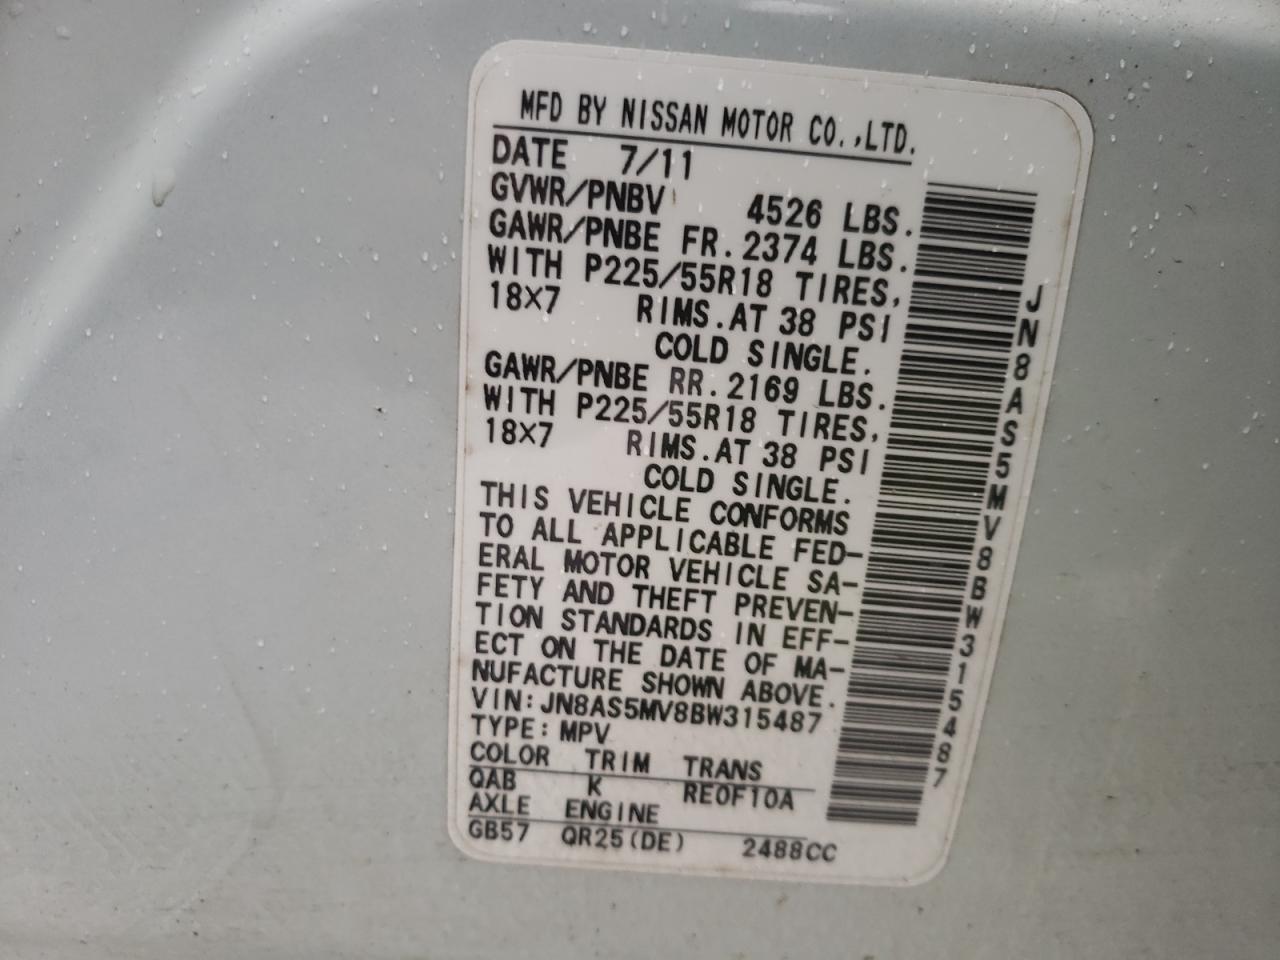 MFD BY NISSAN MOTOR CO.,LTD.
DATE 7/11
GVWR/PNBV 4526 LBS.
GAWR/PNBE FR. 2374 LBS.
WITH P225/55R18 TIRES,
18X7 RIMS. AT 38 PSI
COLD SINGLE.
GAWR/PNBE RR. 2169 LBS.
WITH P225/55R18 TIRES,
18X7 RIMS. AT 38 PSI
COLD SINGLE.
THIS VEHICLE CONFORMS
TO ALL APPLICABLE FED-
ERAL MOTOR VEHICLE SA-
FETY AND THEFT PREVEN-
TION STANDARDS IN EFF-
ECT ON THE DATE OF MA-
NUFACTURE SHOWN ABOVE.
VIN: JN8AS5MV8BW315487
TYPE: MPV
COLOR TRIM TRANS
QAB K RE0F10A
AXLE ENGINE
GB57 QR25(DE) 2488CC
JN8AS5MV8BW315487